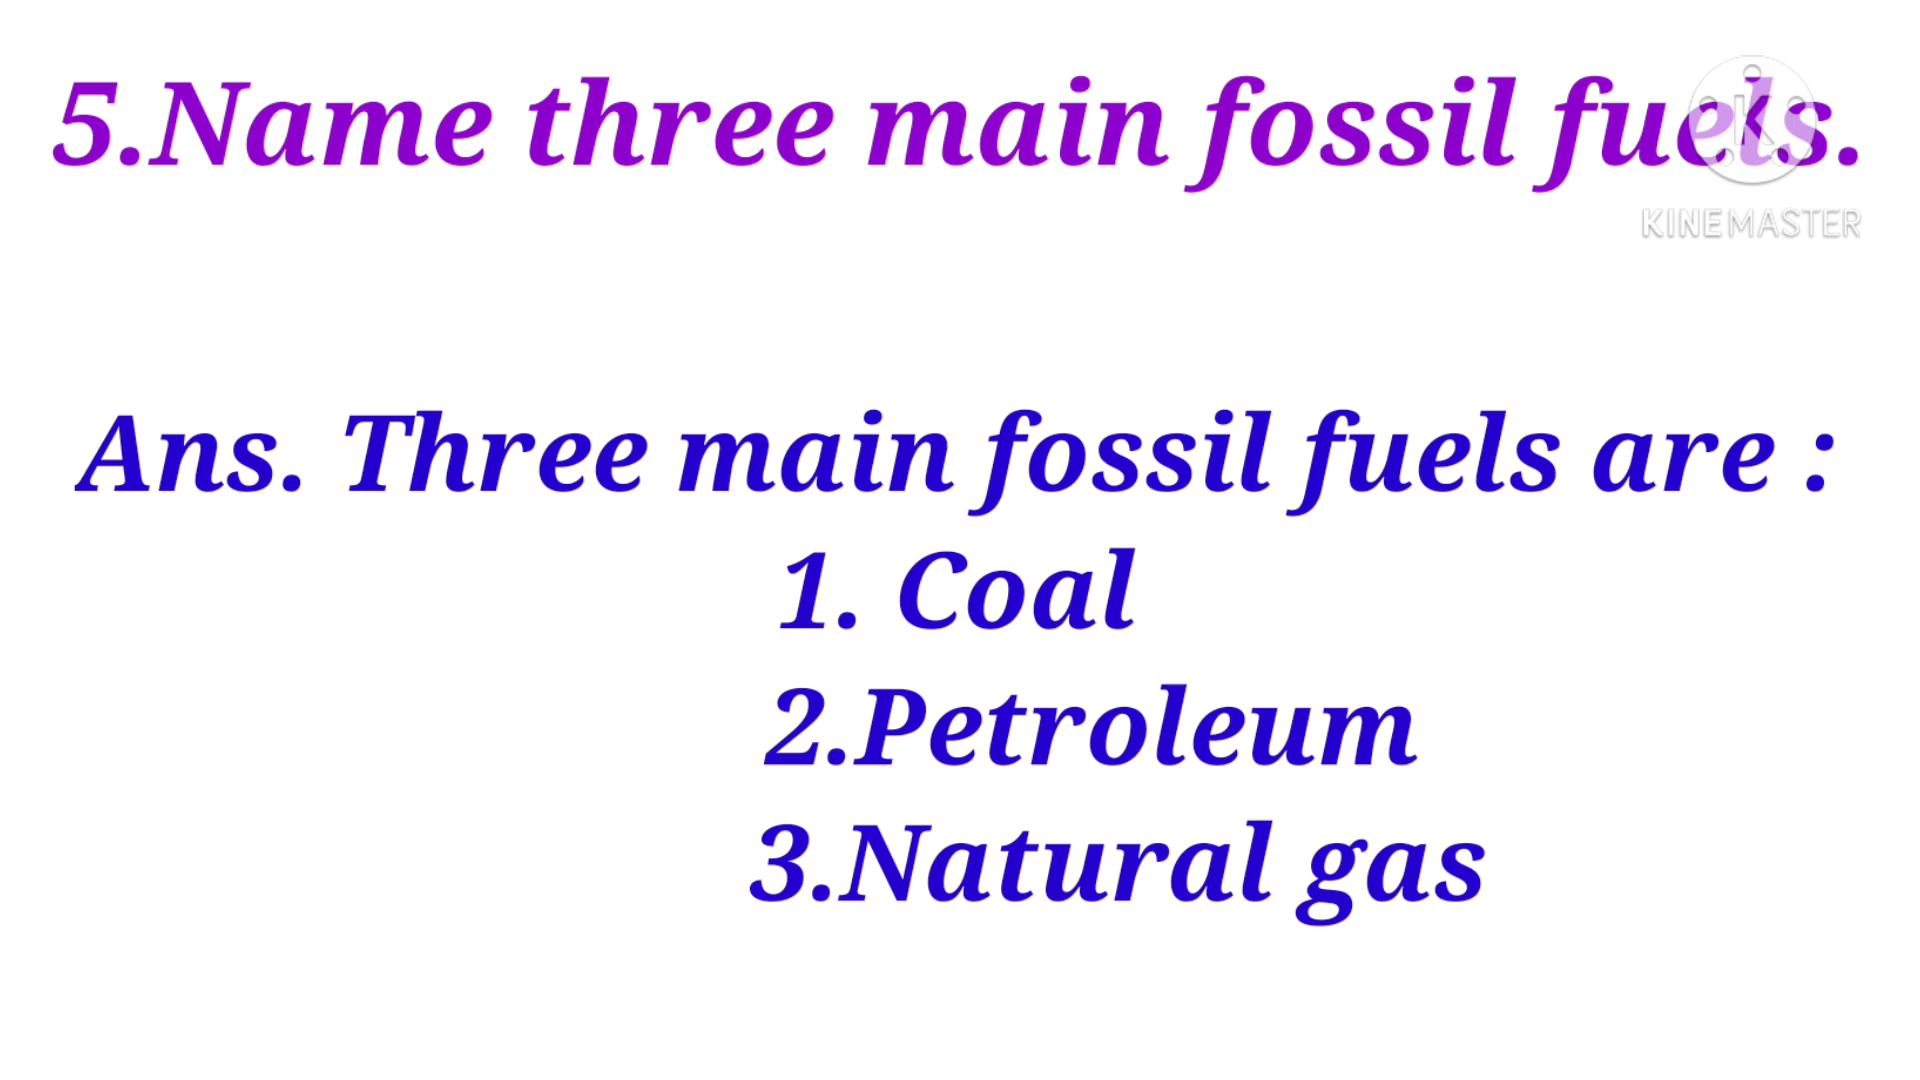 5.Name three main fossil fuels.
KINEMASTER
Ans. Three main fossil fuels are :
1. Coal
2.Petroleum
3.Natural gas